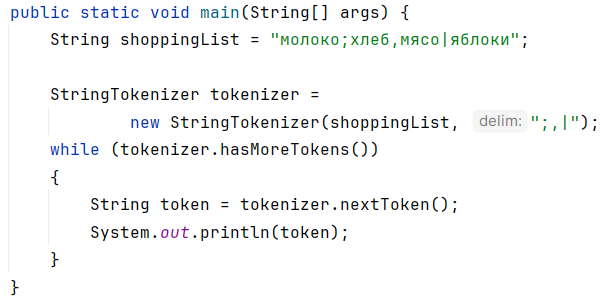 public static void main(String[] args) {
    String shoppingList = "молоко;хлеб,мясо|яблоки";

    StringTokenizer tokenizer =
            new StringTokenizer(shoppingList, delim: ";,|");
    while (tokenizer.hasMoreTokens())
    {
        String token = tokenizer.nextToken();
        System.out.println(token);
    }
}